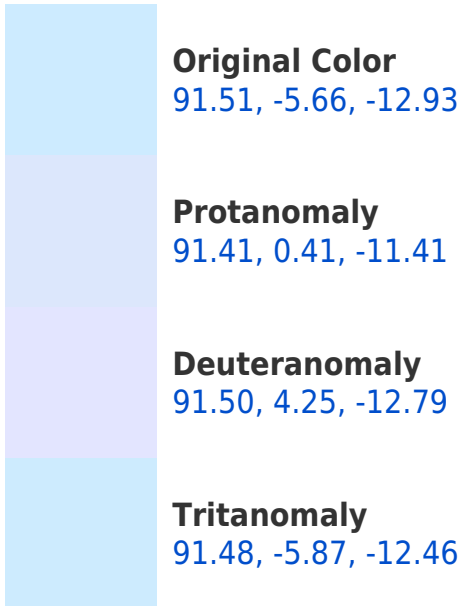 Original Color
91.51, -5.66, -12.93
Protanomaly
91.41, 0.41, -11.41
Deuteranomaly
91.50, 4.25, -12.79
Tritanomaly
91.48, -5.87, -12.46